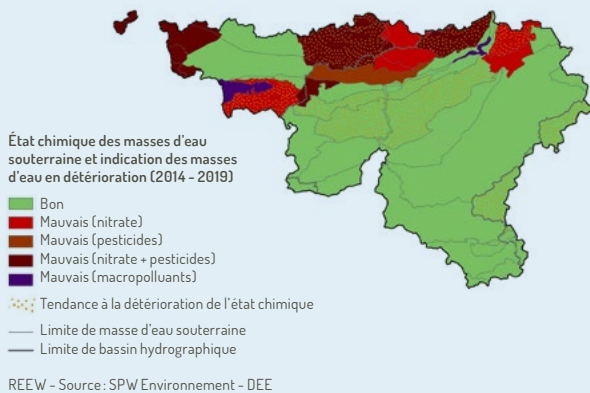 État chimique des masses d'eau
souterraine et indication des masses
d'eau en détérioration (2014 - 2019)
Bon
Mauvais (nitrate)
Mauvais (pesticides)
Mauvais (nitrate + pesticides)
Mauvais (macropolluants)
Tendance à la détérioration de l'état chimique
Limite de masse d'eau souterraine
Limite de bassin hydrographique
REEW - Source : SPW Environnement - DEE